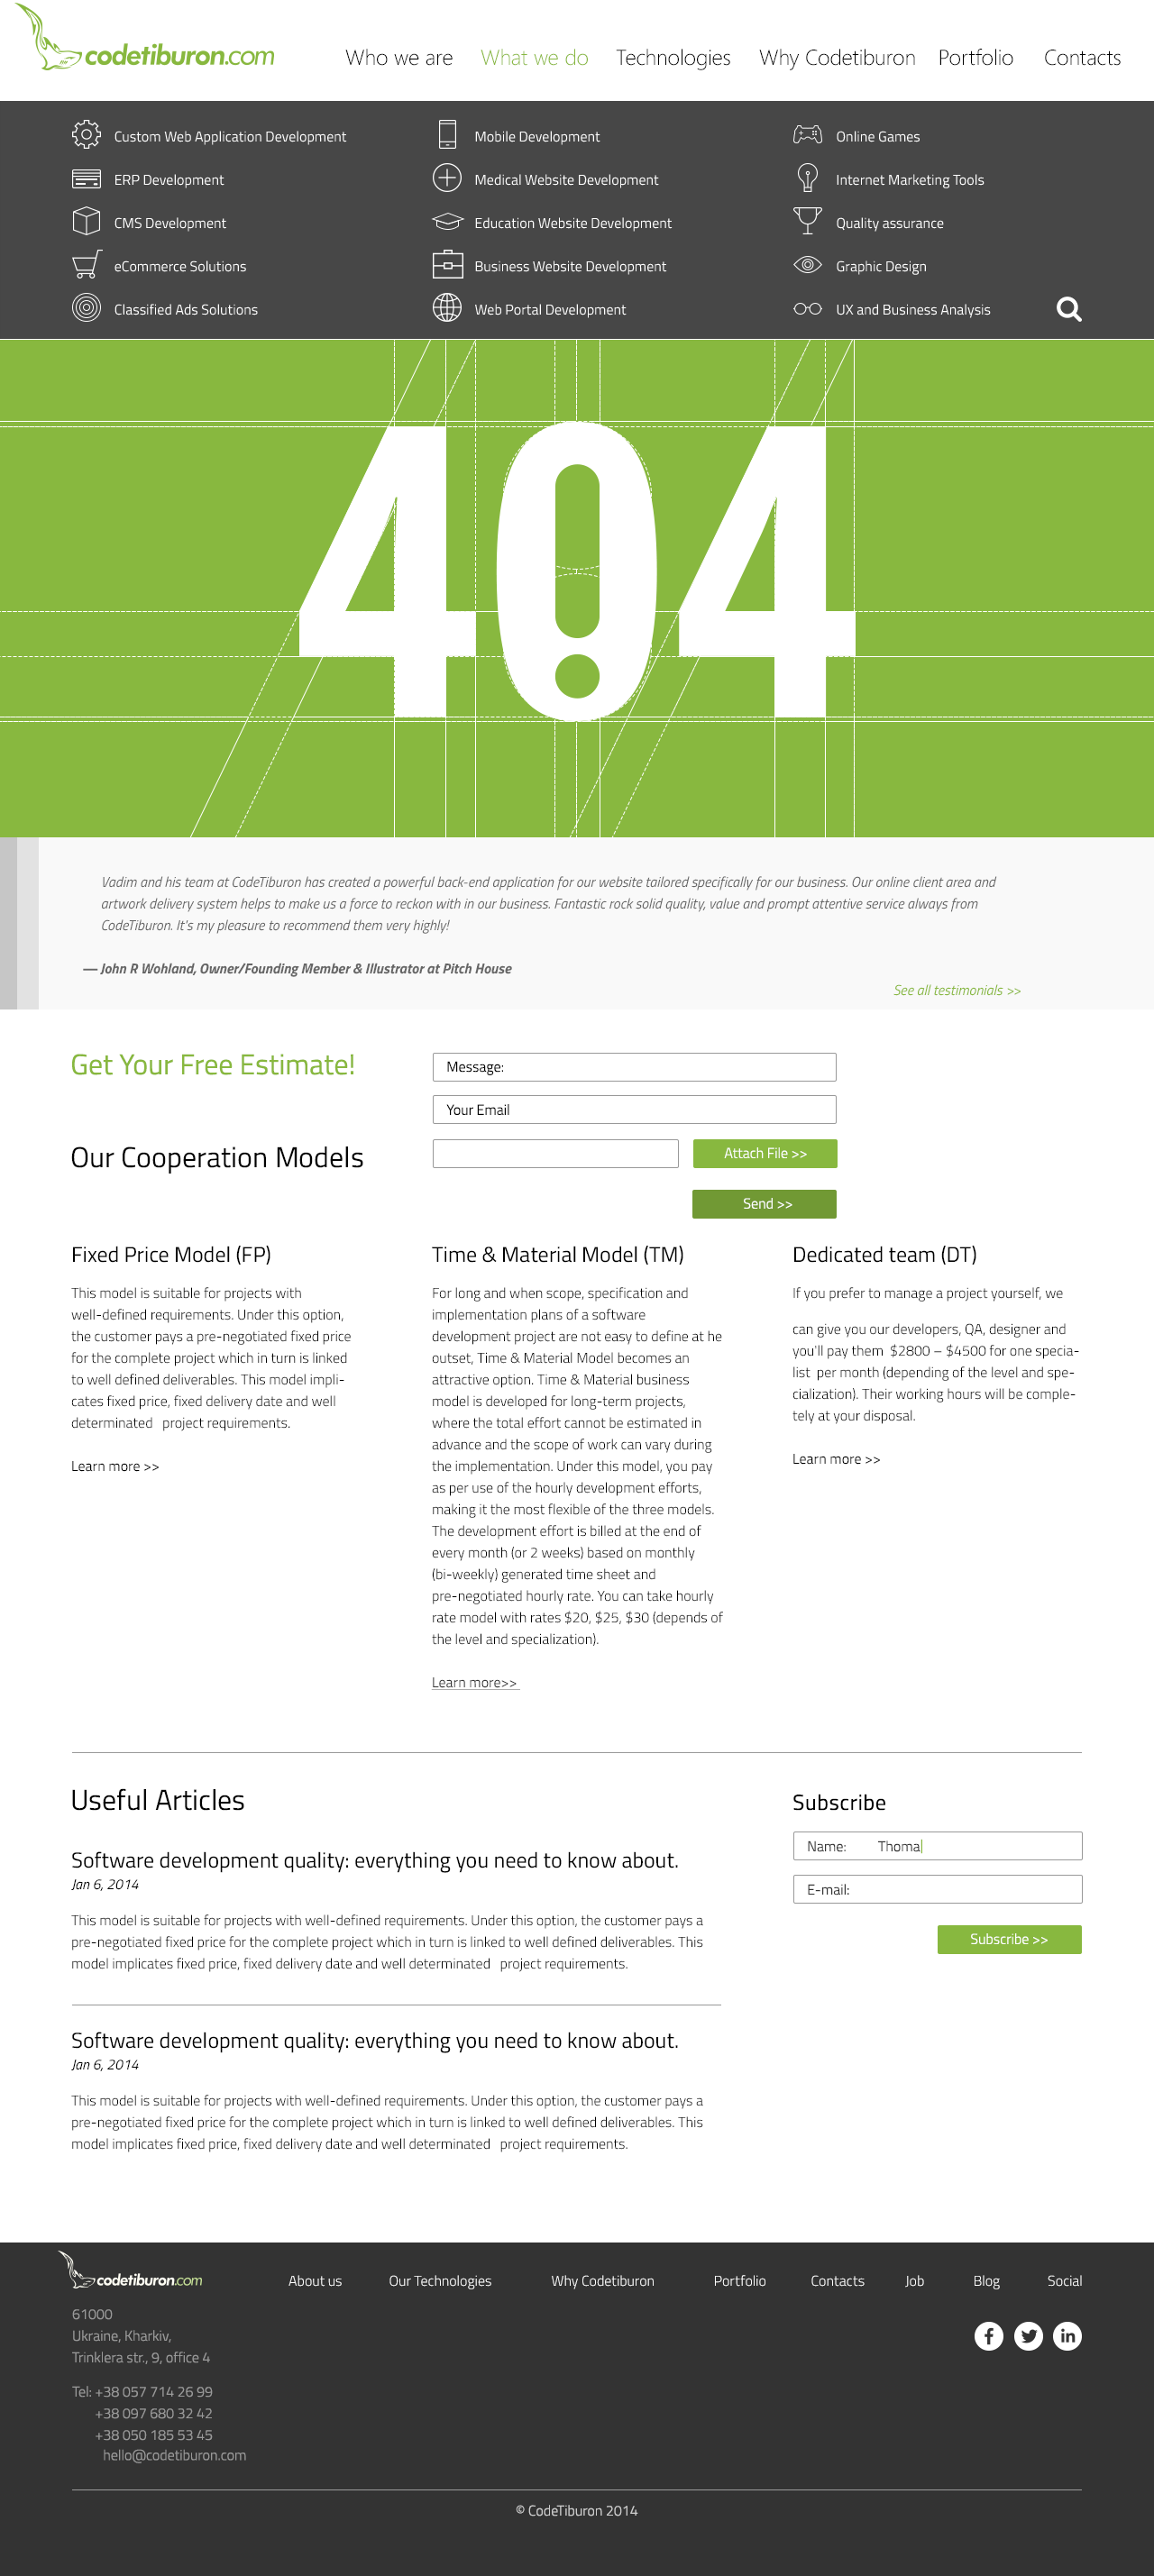 codetiburon.com
Who we are What we do Technologies Why Codetiburon Portfolio Contacts
Custom Web Application Development
ERP Development
CMS Development
eCommerce Solutions
Classified Ads Solutions
Mobile Development
Medical Website Development
Education Website Development
Business Website Development
Web Portal Development
Online Games
Internet Marketing Tools
Quality assurance
Graphic Design
UX and Business Analysis
404
Vadim and his team at CodeTiburon has created a powerful back-end application for our website tailored specifically for our business. Our online client area and
artwork delivery system helps to make us a force to reckon with in our business. Fantastic rock solid quality, value and prompt attentive service always from
CodeTiburon. It's my pleasure to recommend them very highly!
— John R Wohland, Owner/Founding Member & Illustrator at Pitch House
See all testimonials >>
Get Your Free Estimate!
Message:
Your Email
Attach File >>
Send >>
Our Cooperation Models
Fixed Price Model (FP)
This model is suitable for projects with
well-defined requirements. Under this option,
the customer pays a pre-negotiated fixed price
for the complete project which in turn is linked
to well defined deliverables. This model impli-
cates fixed price, fixed delivery date and well
determinated project requirements.
Learn more >>
Time & Material Model (TM)
For long and when scope, specification and
implementation plans of a software
development project are not easy to define at he
outset, Time & Material Model becomes an
attractive option. Time & Material business
model is developed for long-term projects,
where the total effort cannot be estimated in
advance and the scope of work can vary during
the implementation. Under this model, you pay
as per use of the hourly development efforts,
making it the most flexible of the three models.
The development effort is billed at the end of
every month (or 2 weeks) based on monthly
(bi-weekly) generated time sheet and
pre-negotiated hourly rate. You can take hourly
rate model with rates $20, $25, $30 (depends of
the level and specialization).
Learn more>>
Dedicated team (DT)
If you prefer to manage a project yourself, we
can give you our developers, QA, designer and
you'll pay them $2800 – $4500 for one specia-
list per month (depending of the level and spe-
cialization). Their working hours will be comple-
tely at your disposal.
Learn more >>
Useful Articles
Software development quality: everything you need to know about.
Jan 6, 2014
This model is suitable for projects with well-defined requirements. Under this option, the customer pays a
pre-negotiated fixed price for the complete project which in turn is linked to well defined deliverables. This
model implicates fixed price, fixed delivery date and well determinated project requirements.
Software development quality: everything you need to know about.
Jan 6, 2014
This model is suitable for projects with well-defined requirements. Under this option, the customer pays a
pre-negotiated fixed price for the complete project which in turn is linked to well defined deliverables. This
model implicates fixed price, fixed delivery date and well determinated project requirements.
Subscribe
Name: Thoma
E-mail:
Subscribe >>
codetiburon.com
About us Our Technologies Why Codetiburon Portfolio Contacts Job Blog Social
61000
Ukraine, Kharkiv,
Trinklera str., 9, office 4
Tel: +38 057 714 26 99
+38 097 680 32 42
+38 050 185 53 45
hello@codetiburon.com
© CodeTiburon 2014